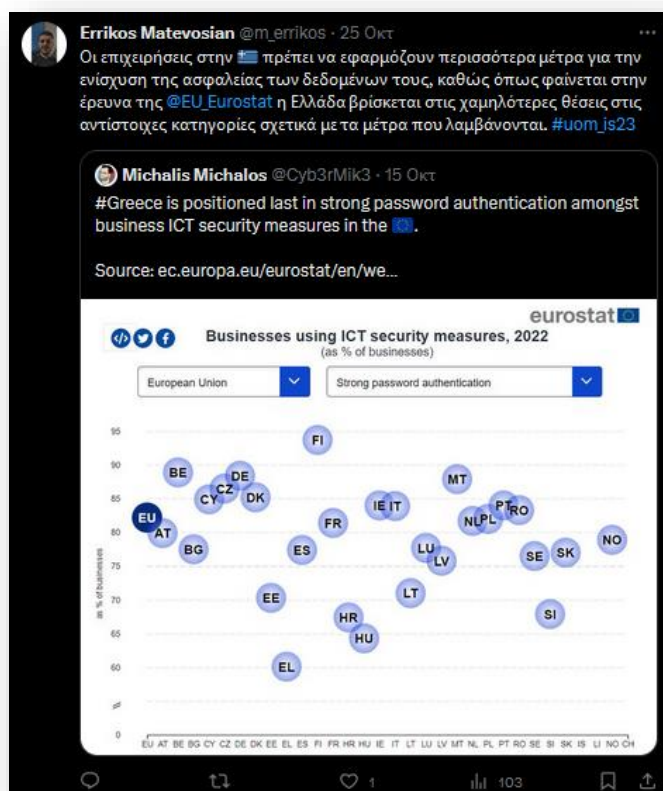 Errikos Matevosian @m_errikos · 25 Οκτ
Οι επιχειρήσεις στην 🇬🇷 πρέπει να εφαρμόζουν περισσότερα μέτρα για την
ενίσχυση της ασφαλείας των δεδομένων τους, καθώς όπως φαίνεται στην
έρευνα της @EU_Eurostat η Ελλάδα βρίσκεται στις χαμηλότερες θέσεις στις
αντίστοιχες κατηγορίες σχετικά με τα μέτρα που λαμβάνονται. #uom_is23
Michalis Michalos @Cyb3rMik3 · 15 Οκτ
#Greece is positioned last in strong password authentication amongst
business ICT security measures in the 🇪🇺.
Source: ec.europa.eu/eurostat/en/we...
eurostat
Businesses using ICT security measures, 2022
(as % of businesses)
European Union
Strong password authentication
as % of businesses
95
90
85
80
75
70
65
60
0
EU
AT
BE
BG
CY
CZ
DE
DK
EE
EL
ES
FI
FR
HR
HU
IE
IT
LT
LU
LV
MT
NL
PL
PT
RO
SE
SI
SK
NO
EU AT BE BG CY CZ DE DK EE EL ES FI FR HR HU IE IT LT LU LV MT NL PL PT RO SE SI SK IS LI NO CH
1
103